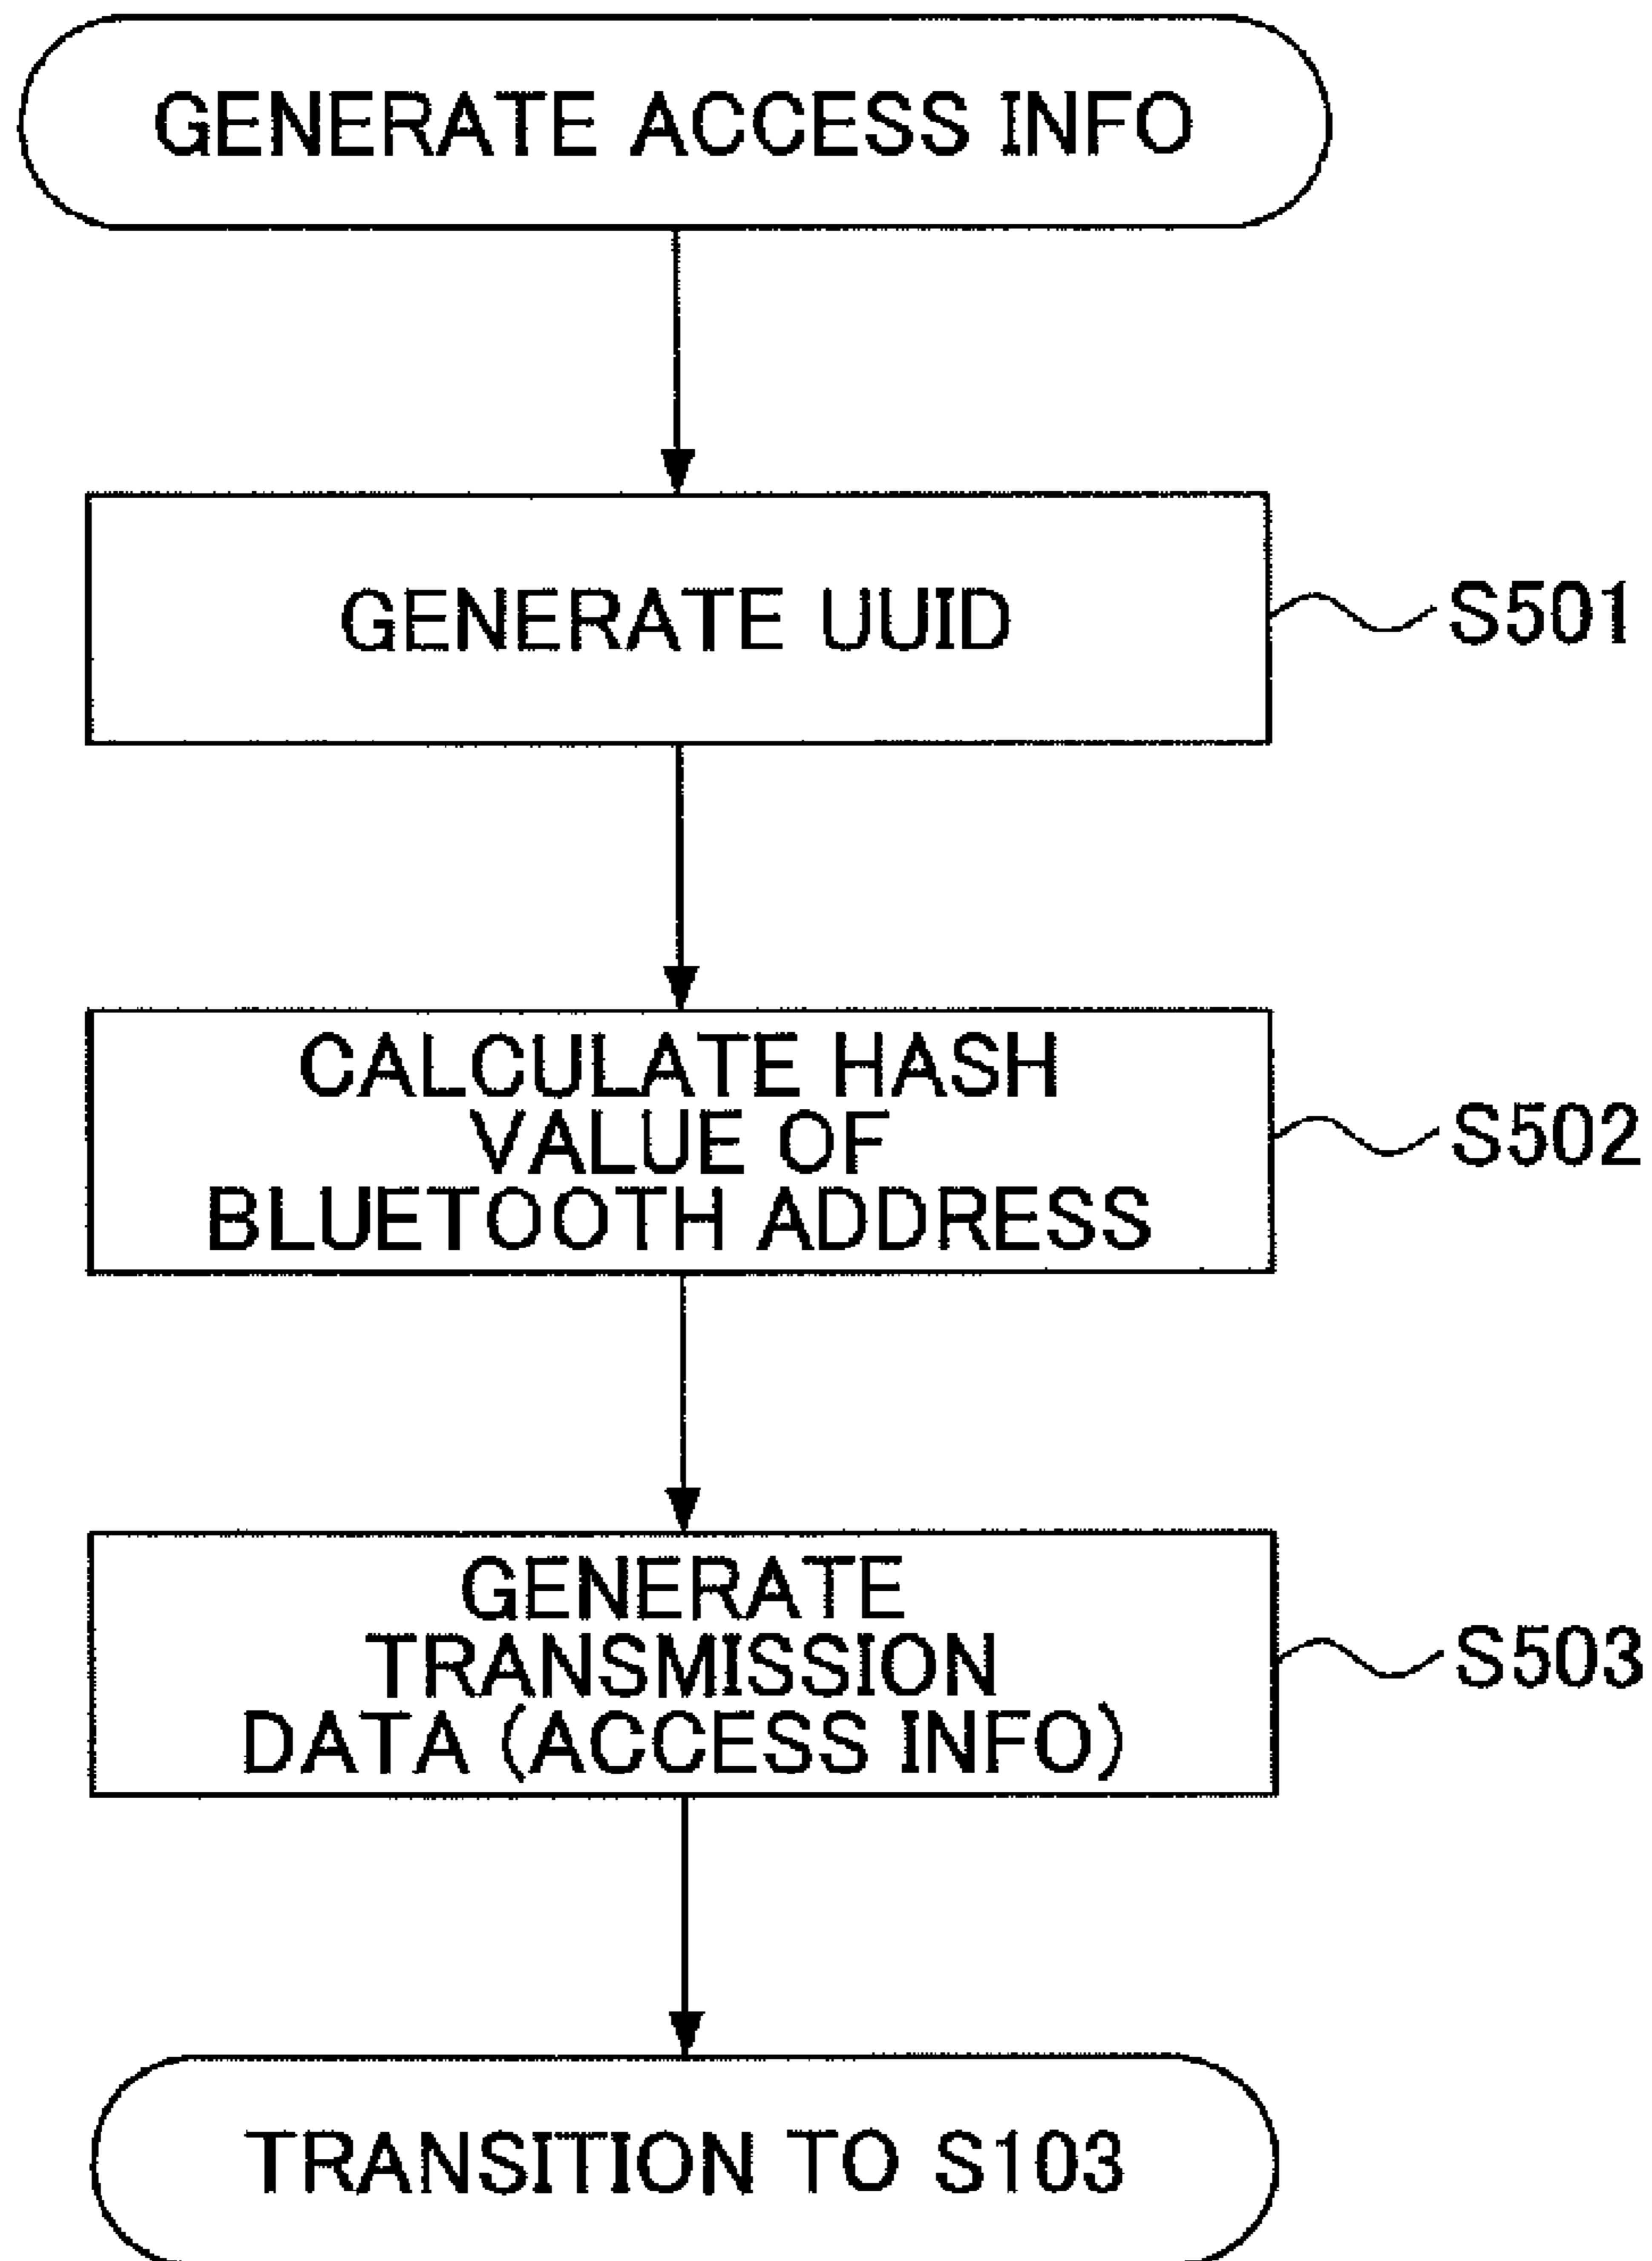 GENERATE ACCESS INFO
GENERATE UUID
S501
CALCULATE HASH
VALUE OF
BLUETOOTH ADDRESS
S502
GENERATE
TRANSMISSION
DATA (ACCESS INFO)
S503
TRANSITION TO S103